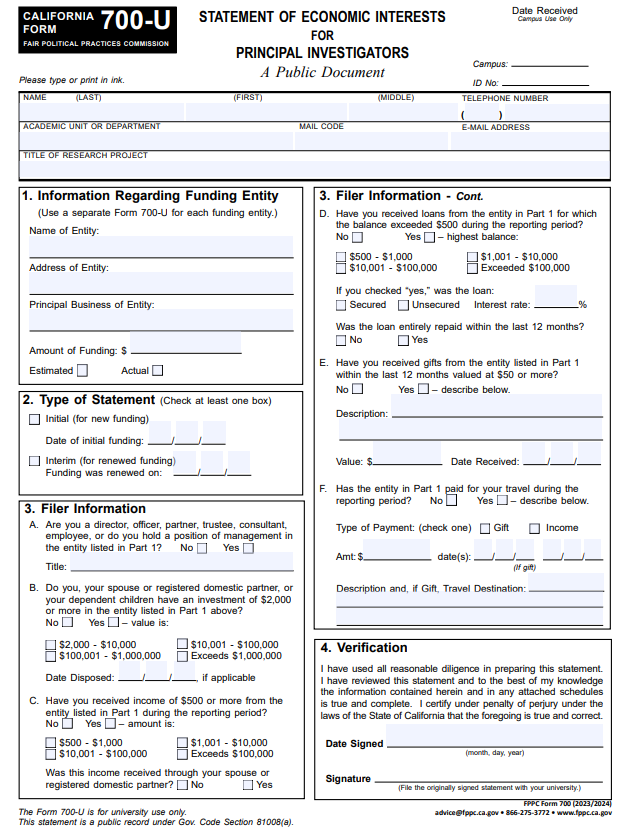 CALIFORNIA FORM 700-U
FAIR POLITICAL PRACTICES COMMISSION
STATEMENT OF ECONOMIC INTERESTS
FOR
PRINCIPAL INVESTIGATORS
A Public Document
Date Received
Campus Use Only
Campus:
ID No:
Please type or print in ink.
NAME (LAST) (FIRST) (MIDDLE) TELEPHONE NUMBER
( )
ACADEMIC UNIT OR DEPARTMENT MAIL CODE E-MAIL ADDRESS
TITLE OF RESEARCH PROJECT
1. Information Regarding Funding Entity
(Use a separate Form 700-U for each funding entity.)
Name of Entity:
Address of Entity:
Principal Business of Entity:
Amount of Funding: $
Estimated Actual
2. Type of Statement (Check at least one box)
Initial (for new funding)
Date of initial funding: / /
Interim (for renewed funding)
Funding was renewed on: / /
3. Filer Information
A. Are you a director, officer, partner, trustee, consultant,
employee, or do you hold a position of management in
the entity listed in Part 1? No Yes
Title:
B. Do you, your spouse or registered domestic partner, or
your dependent children have an investment of $2,000
or more in the entity listed in Part 1 above?
No Yes – value is:
$2,000 - $10,000 $10,001 - $100,000
$100,001 - $1,000,000 Exceeds $1,000,000
Date Disposed: / / , if applicable
C. Have you received income of $500 or more from the
entity listed in Part 1 during the reporting period?
No Yes – amount is:
$500 - $1,000 $1,001 - $10,000
$10,001 - $100,000 Exceeds $100,000
Was this income received through your spouse or
registered domestic partner? No Yes
3. Filer Information - Cont.
D. Have you received loans from the entity in Part 1 for which
the balance exceeded $500 during the reporting period?
No Yes – highest balance:
$500 - $1,000 $1,001 - $10,000
$10,001 - $100,000 Exceeded $100,000
If you checked “yes,” was the loan:
Secured Unsecured Interest rate: %
Was the loan entirely repaid within the last 12 months?
No Yes
E. Have you received gifts from the entity listed in Part 1
within the last 12 months valued at $50 or more?
No Yes – describe below.
Description:
Value: $ Date Received: / /
F. Has the entity in Part 1 paid for your travel during the
reporting period? No Yes – describe below.
Type of Payment: (check one) Gift Income
Amt: $ date(s): / / / /
(If gift)
Description and, if Gift, Travel Destination:
4. Verification
I have used all reasonable diligence in preparing this statement.
I have reviewed this statement and to the best of my knowledge
the information contained herein and in any attached schedules
is true and complete. I certify under penalty of perjury under the
laws of the State of California that the foregoing is true and correct.
Date Signed
(month, day, year)
Signature
(File the originally signed statement with your university.)
The Form 700-U is for university use only.
This statement is a public record under Gov. Code Section 81008(a).
FPPC Form 700 (2023/2024)
advice@fppc.ca.gov • 866-275-3772 • www.fppc.ca.gov